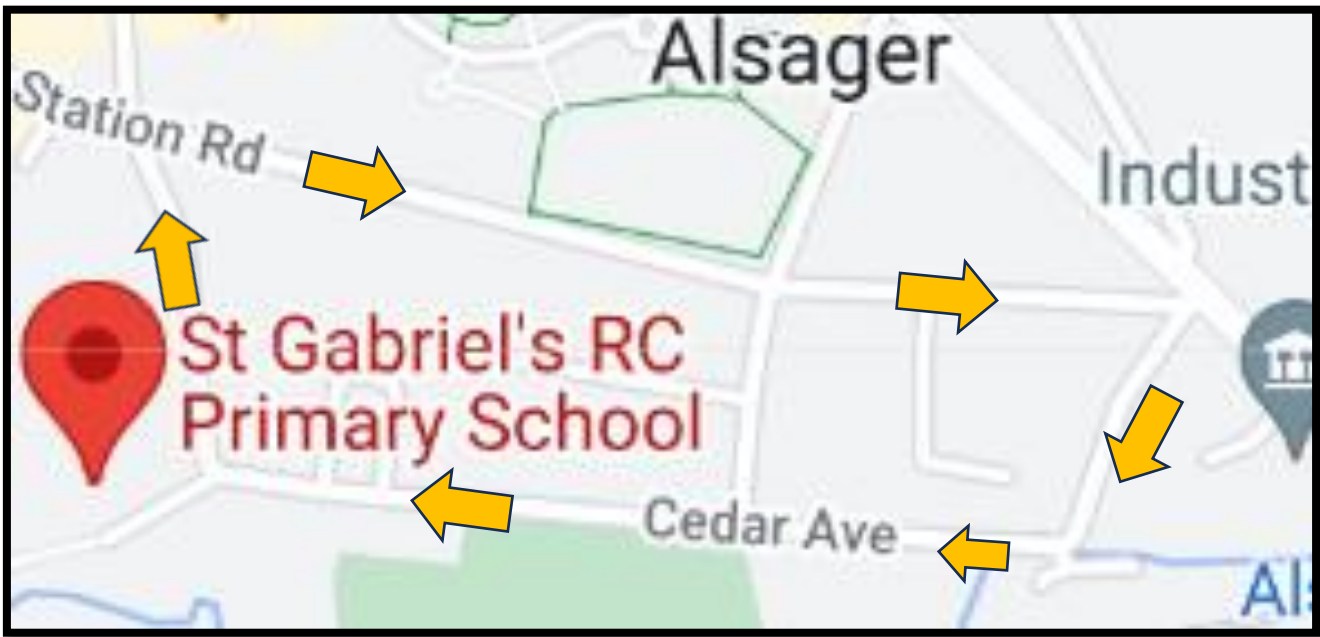 Alsager
Station Rd
Indust
St Gabriel's RC
Primary School
Cedar Ave
Als